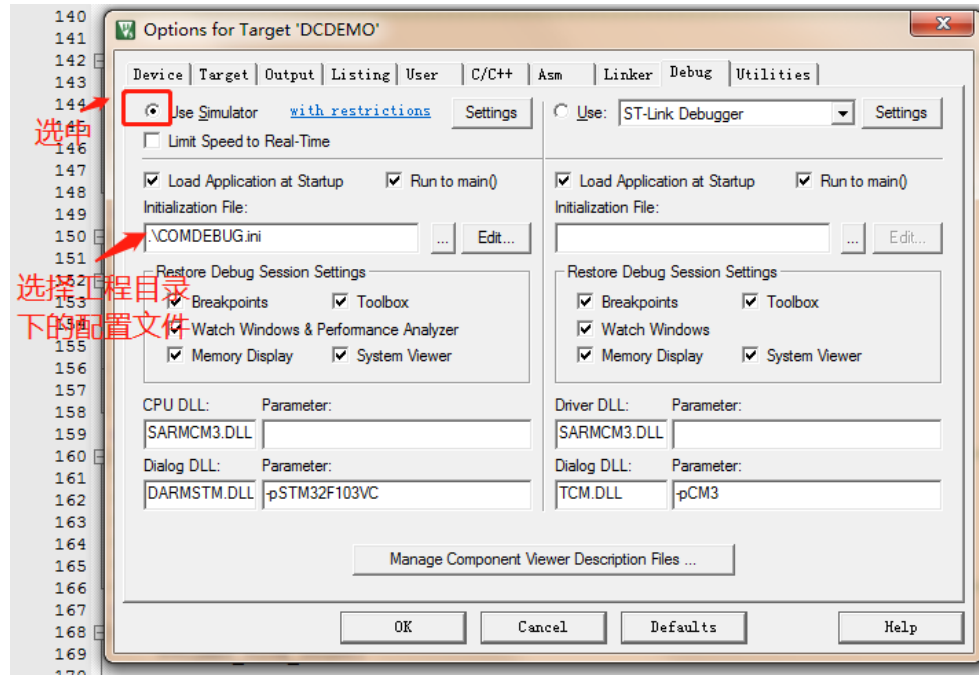 140
141
142
143
144
145
146
147
148
149
150
151
152
153
154
155
156
157
158
159
160
161
162
163
164
165
166
167
168
169
Options for Target 'DCDEMO'
Device Target Output Listing User C/C++ Asm Linker Debug Utilities
Use Simulator with restrictions Settings
Use: ST-Link Debugger Settings
选中
Limit Speed to Real-Time
Load Application at Startup Run to main()
Load Application at Startup Run to main()
Initialization File:
Initialization File:
.\COMDEBUG.ini ... Edit...
... Edit...
选择工程目录
下的配置文件
Restore Debug Session Settings
Breakpoints Toolbox
Watch Windows & Performance Analyzer
Memory Display System Viewer
Restore Debug Session Settings
Breakpoints Toolbox
Watch Windows
Memory Display System Viewer
CPU DLL: Parameter:
SARMCM3.DLL
Dialog DLL: Parameter:
DARMSTM.DLL -pSTM32F103VC
Driver DLL: Parameter:
SARMCM3.DLL
Dialog DLL: Parameter:
TCM.DLL -pCM3
Manage Component Viewer Description Files ...
OK Cancel Defaults Help